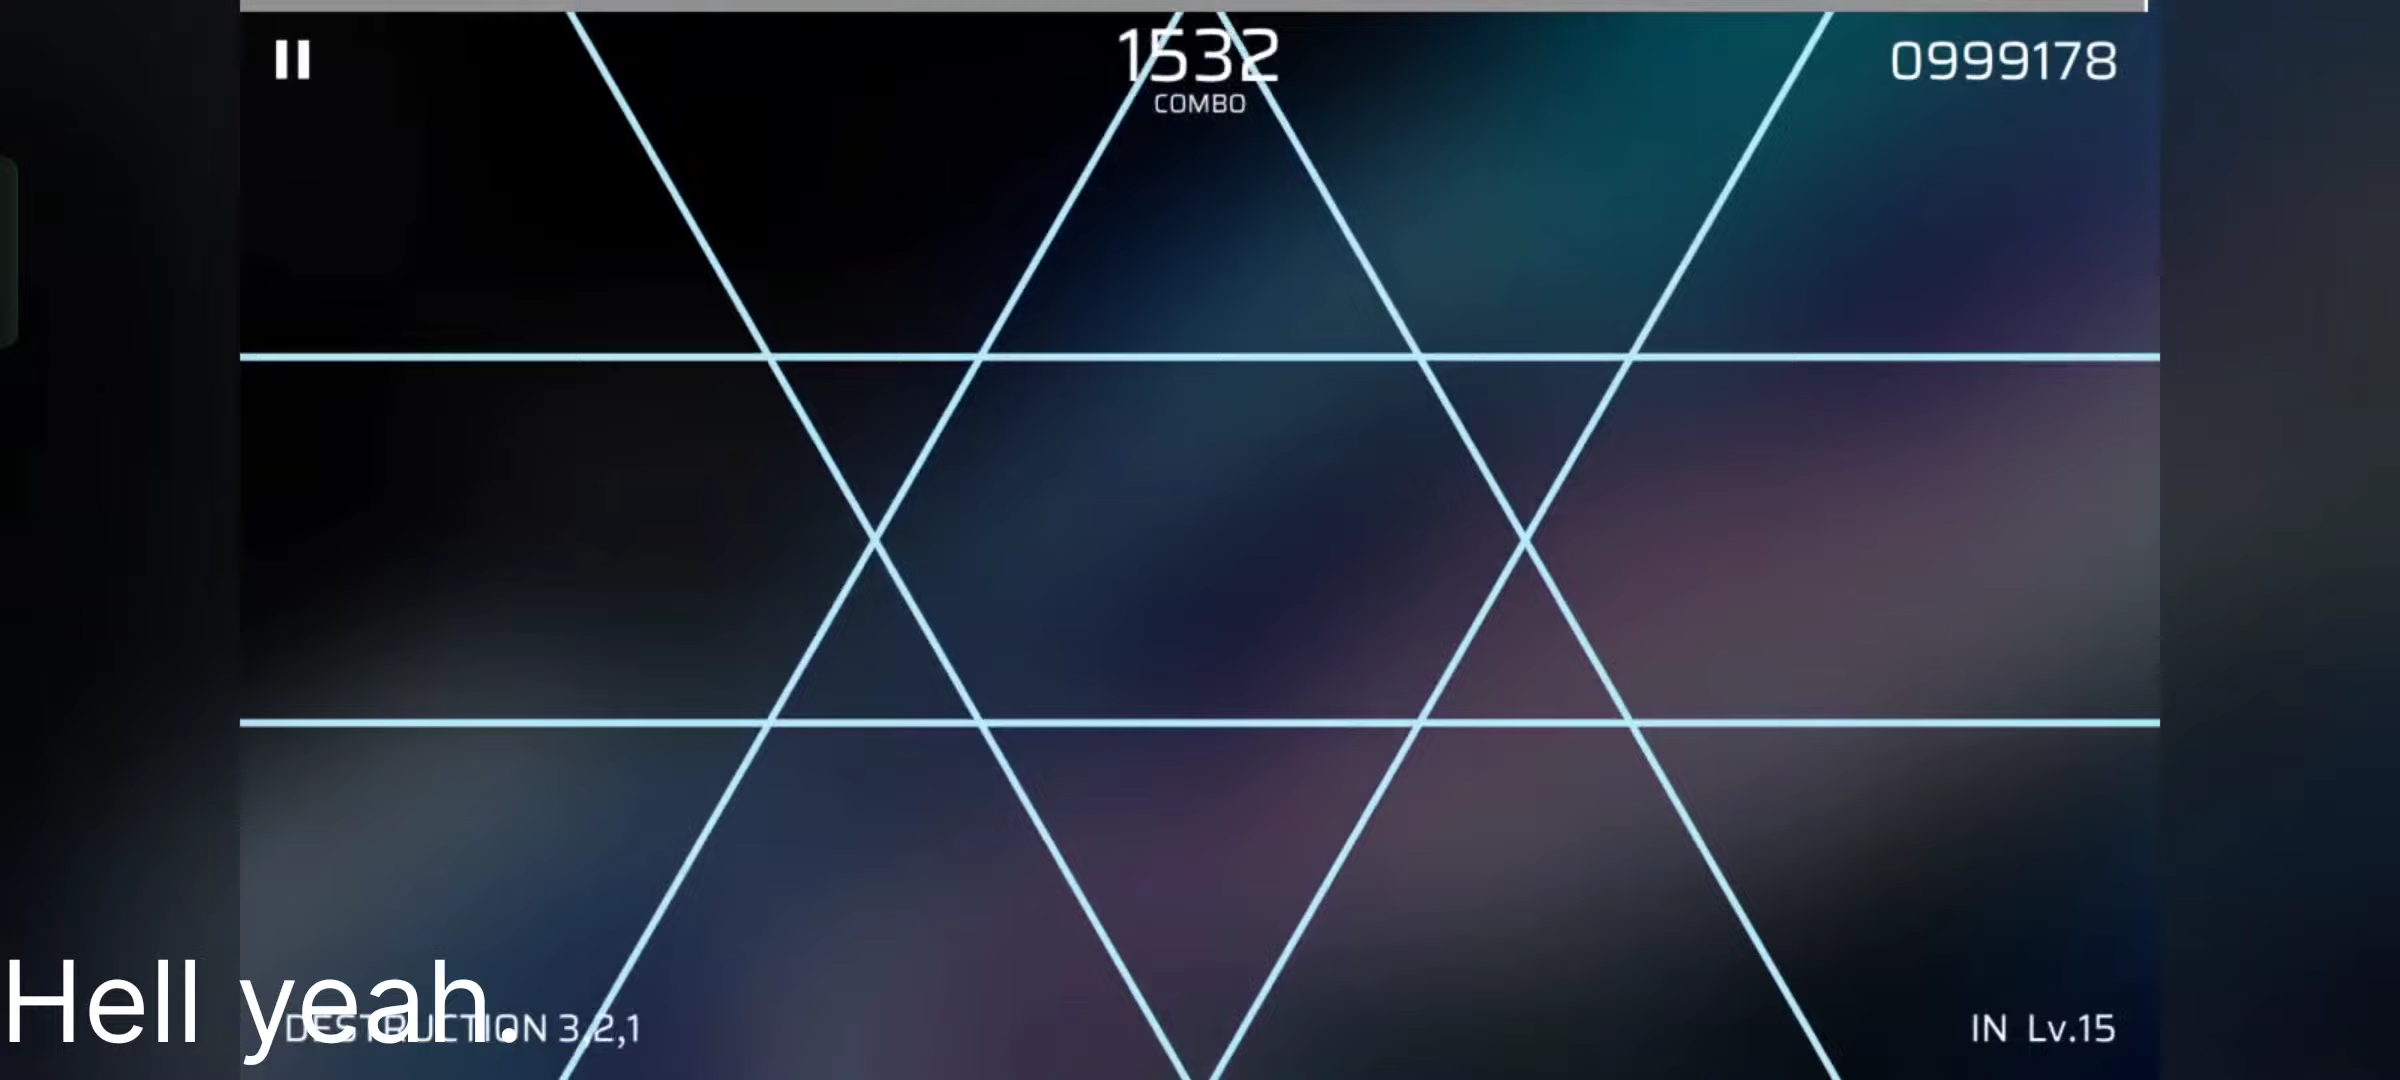 1532
COMBO
0999178
Hell yeah.
DESTRUCTION 3,2,1
IN Lv.15